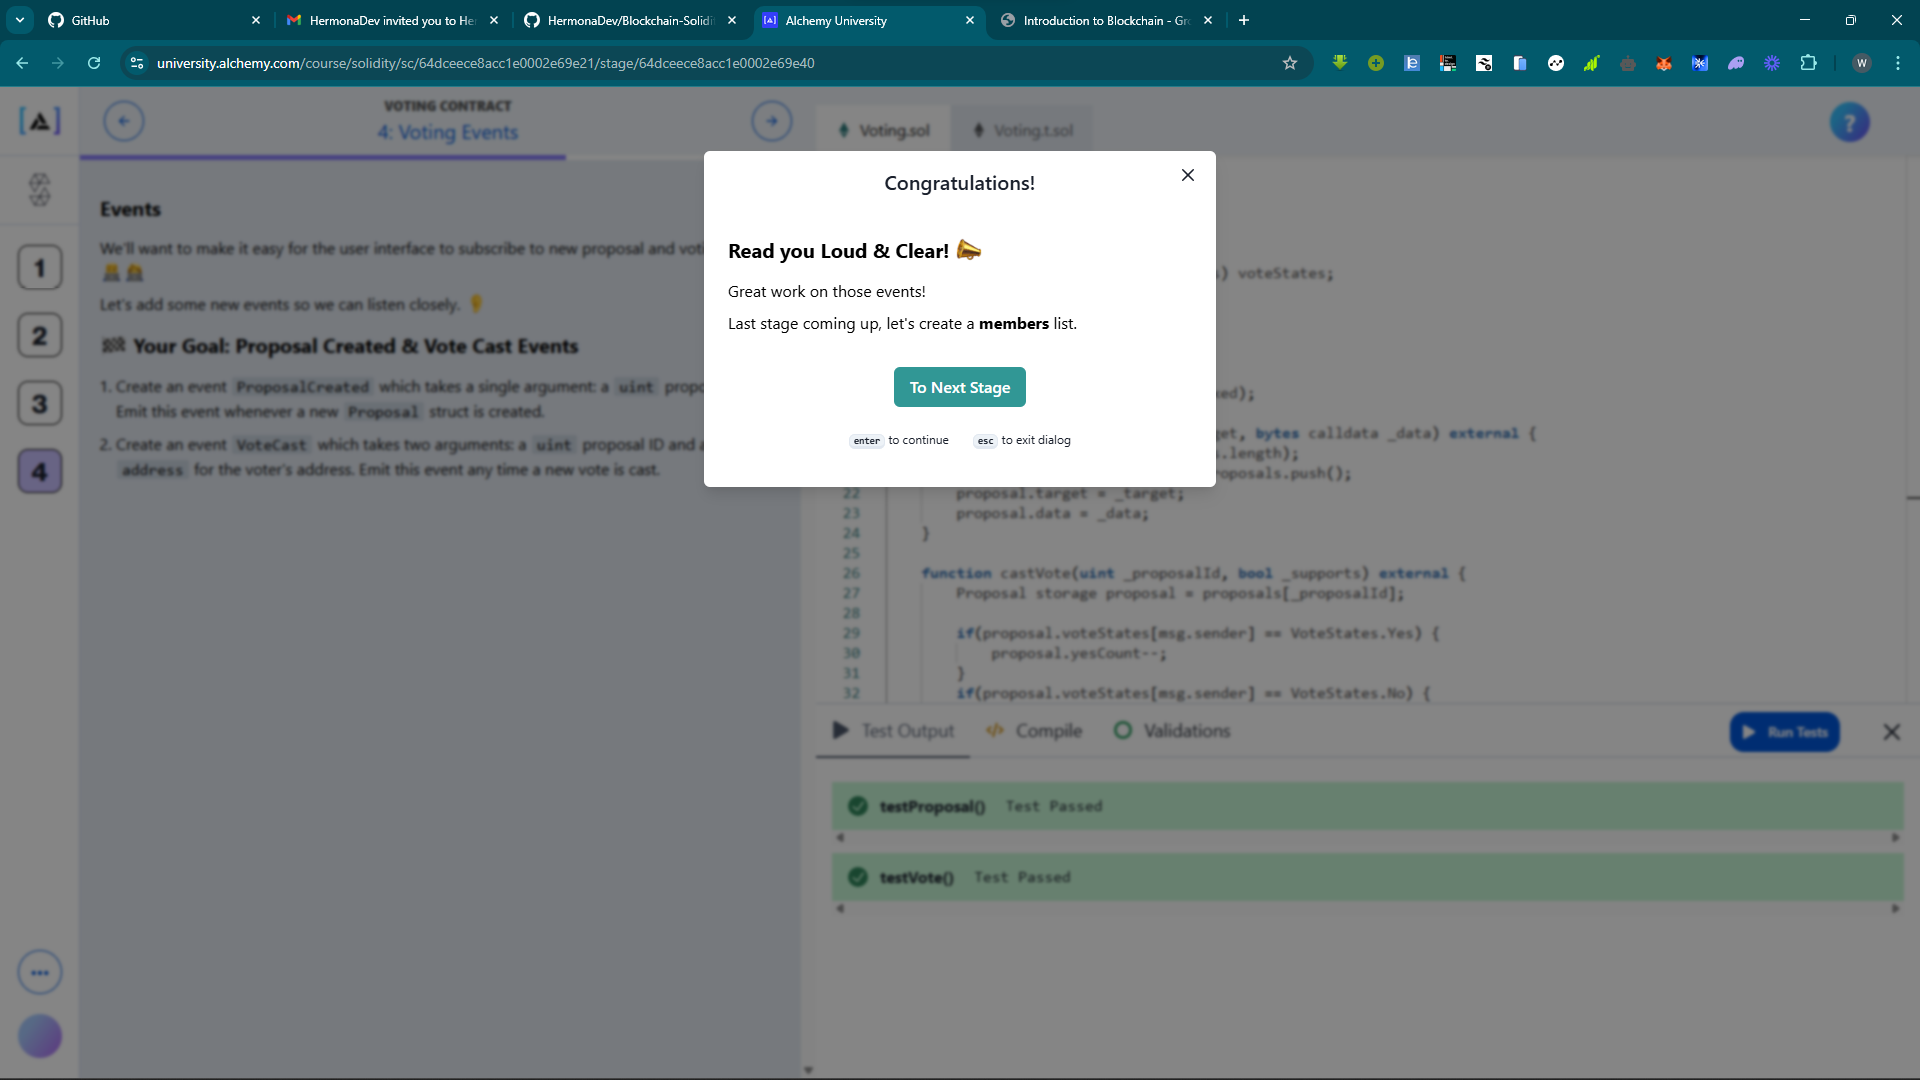 GitHub
HermonaDev invited you to He
HermonaDev/Blockchain-Solidi
Alchemy University
Introduction to Blockchain - Gr
university.alchemy.com/course/solidity/sc/64dceece8acc1e0002e69e21/stage/64dceece8acc1e0002e69e40
W
VOTING CONTRACT
4: Voting Events
Voting.sol
Voting.t.sol
?
1
2
3
4
Events
We'll want to make it easy for the user interface to subscribe to new proposal and voti
Let's add some new events so we can listen closely.
Your Goal: Proposal Created & Vote Cast Events
1. Create an event ProposalCreated which takes a single argument: a uint propo
Emit this event whenever a new Proposal struct is created.
2. Create an event VoteCast which takes two arguments: a uint proposal ID and a
address for the voter's address. Emit this event any time a new vote is cast.
Congratulations!
Read you Loud & Clear!
Great work on those events!
Last stage coming up, let's create a members list.
To Next Stage
enter to continue
esc to exit dialog
) voteStates;
ed);
get, bytes calldata _data) external {
.length);
roposals.push();
22 proposal.target = _target;
23 proposal.data = _data;
24 }
25
26 function castVote(uint _proposalId, bool _supports) external {
27 Proposal storage proposal = proposals[_proposalId];
28
29 if(proposal.voteStates[msg.sender] == VoteStates.Yes) {
30 proposal.yesCount--;
31 }
32 if(proposal.voteStates[msg.sender] == VoteStates.No) {
Test Output
Compile
Validations
Run Tests
testProposal() Test Passed
testVote() Test Passed